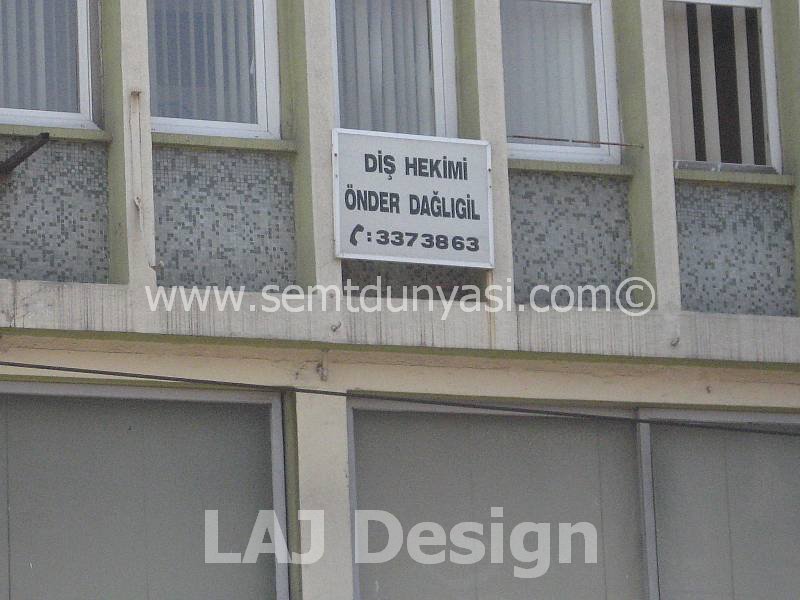 DİŞ HEKİMİ
ÖNDER DAĞLIGİL
✆:3373863
www.semtdunyasi.com©
LAJ Design